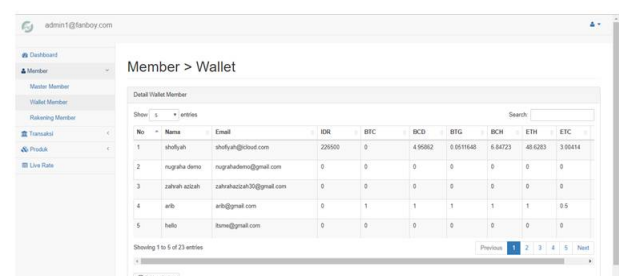 admin1@fanboy.com
Dashboard
Member
Master Member
Wallet Member
Rekening Member
Transaksi
Produk
Live Rate
Member > Wallet
Detail Wallet Member
Show 5 entries
Search:
No Nama Email IDR BTC BCD BTG BCH ETH ETC
1 shofiyah shofiyah@icloud.com 226500 0 4.95862 0.0511648 6.84723 48.6283 3.00414
2 nugraha demo nugrahademo@gmail.com 0 0 0 0 0 0 0
3 zahrah azizah zahrahazizah30@gmail.com 0 0 0 0 0 0 0
4 arib arib@gmail.com 0 1 1 1 1 1 0.5
5 hello itsme@gmail.com 0 0 0 0 0 0 0
Showing 1 to 5 of 23 entries
Previous 1 2 3 4 5 Next